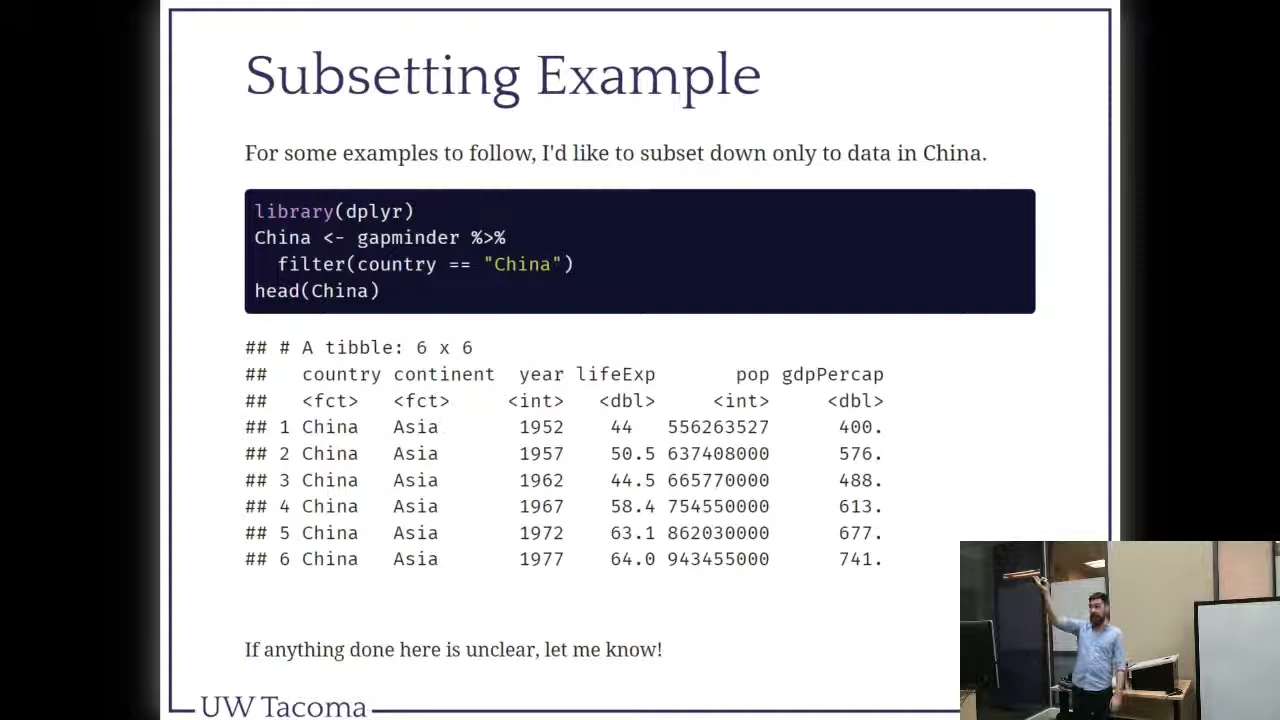 Subsetting Example
For some examples to follow, I'd like to subset down only to data in China.
library(dplyr)
China <- gapminder %>%
  filter(country == "China")
head(China)
## # A tibble: 6 x 6
##   country continent  year lifeExp       pop gdpPercap
##   <fct>   <fct>     <int>   <dbl>     <int>     <dbl>
## 1 China   Asia       1952    44   556263527      400.
## 2 China   Asia       1957    50.5 637408000      576.
## 3 China   Asia       1962    44.5 665770000      488.
## 4 China   Asia       1967    58.4 754550000      613.
## 5 China   Asia       1972    63.1 862030000      677.
## 6 China   Asia       1977    64.0 943455000      741.
If anything done here is unclear, let me know!
UW Tacoma